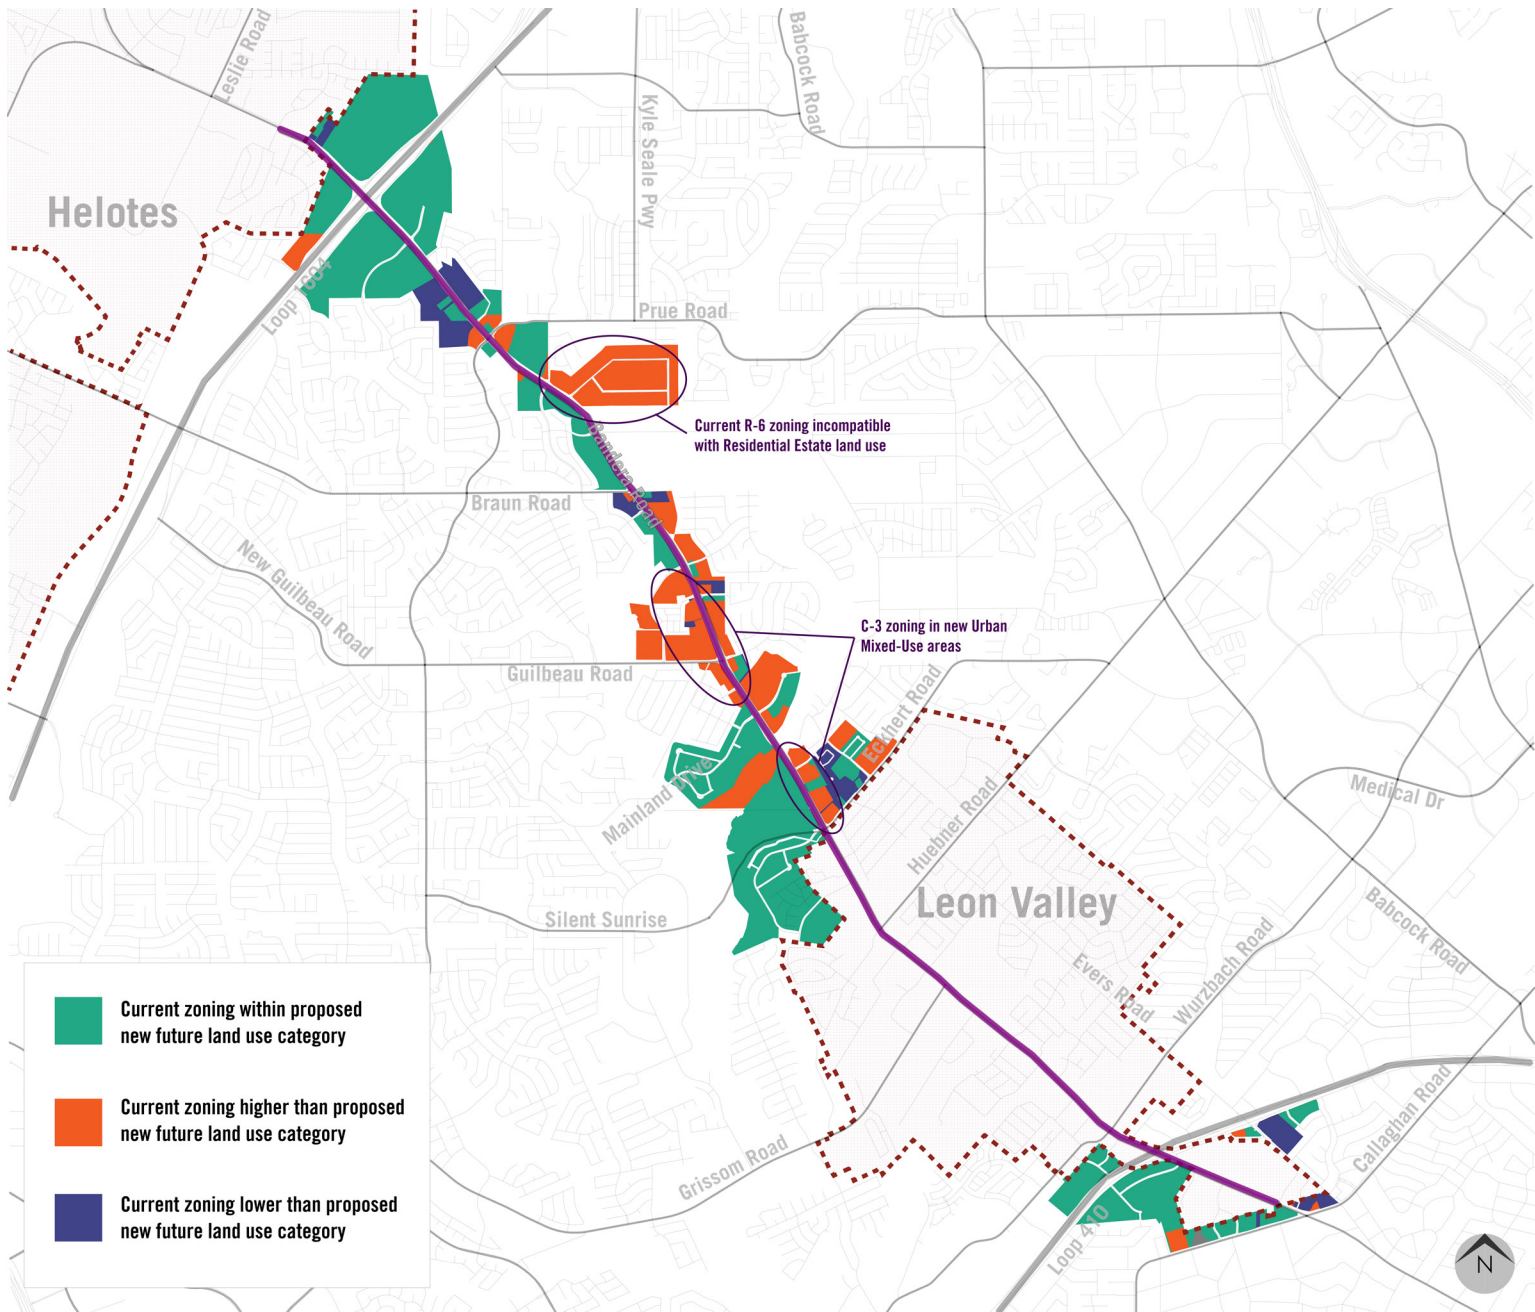 Leslie Road
Babcock Road
Kyle Seale Pwy
Helotes
Loop 1604
Prue Road
Current R-6 zoning incompatible
with Residential Estate land use
Bandera Road
Braun Road
New Guilbeau Road
C-3 zoning in new Urban
Mixed-Use areas
Guilbeau Road
Eckhert Road
Mainland Drive
Medical Dr
Huebner Road
Leon Valley
Silent Sunrise
Babcock Road
Wurzbach Road
Evers Road
Current zoning within proposed
new future land use category
Current zoning higher than proposed
new future land use category
Current zoning lower than proposed
new future land use category
Grissom Road
Callaghan Road
Loop 410
N